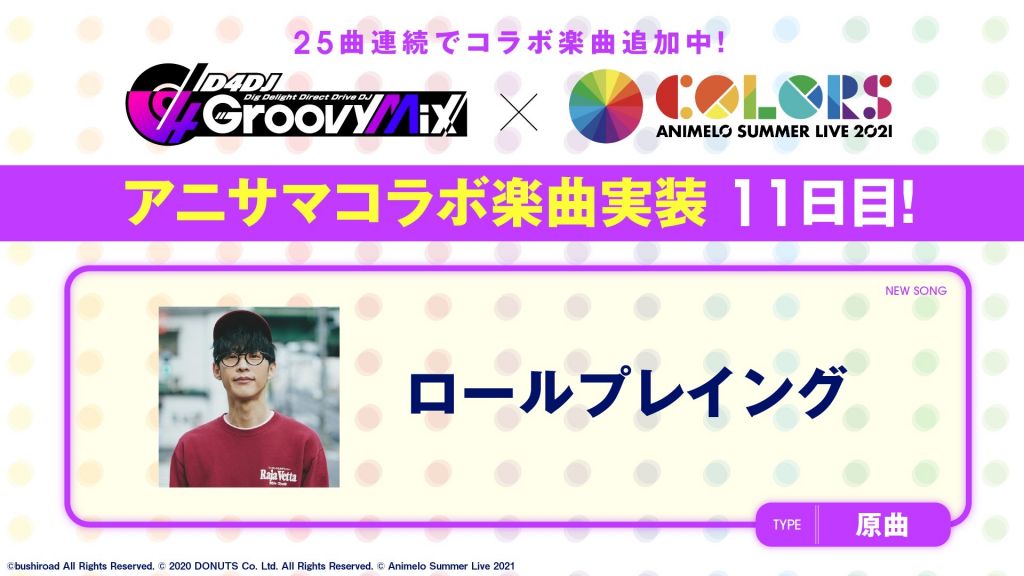 25曲連続でコラボ楽曲追加中!
D4DJ
Dig Delight Direct Drive DJ
GroovyMix
×
COLORS
ANIMELO SUMMER LIVE 2021
アニサマコラボ楽曲実装 11日目!
NEW SONG
ロールプレイング
Raja Vetta
TYPE
原曲
©bushiroad All Rights Reserved. © 2020 DONUTS Co. Ltd. All Rights Reserved. © Animelo Summer Live 2021